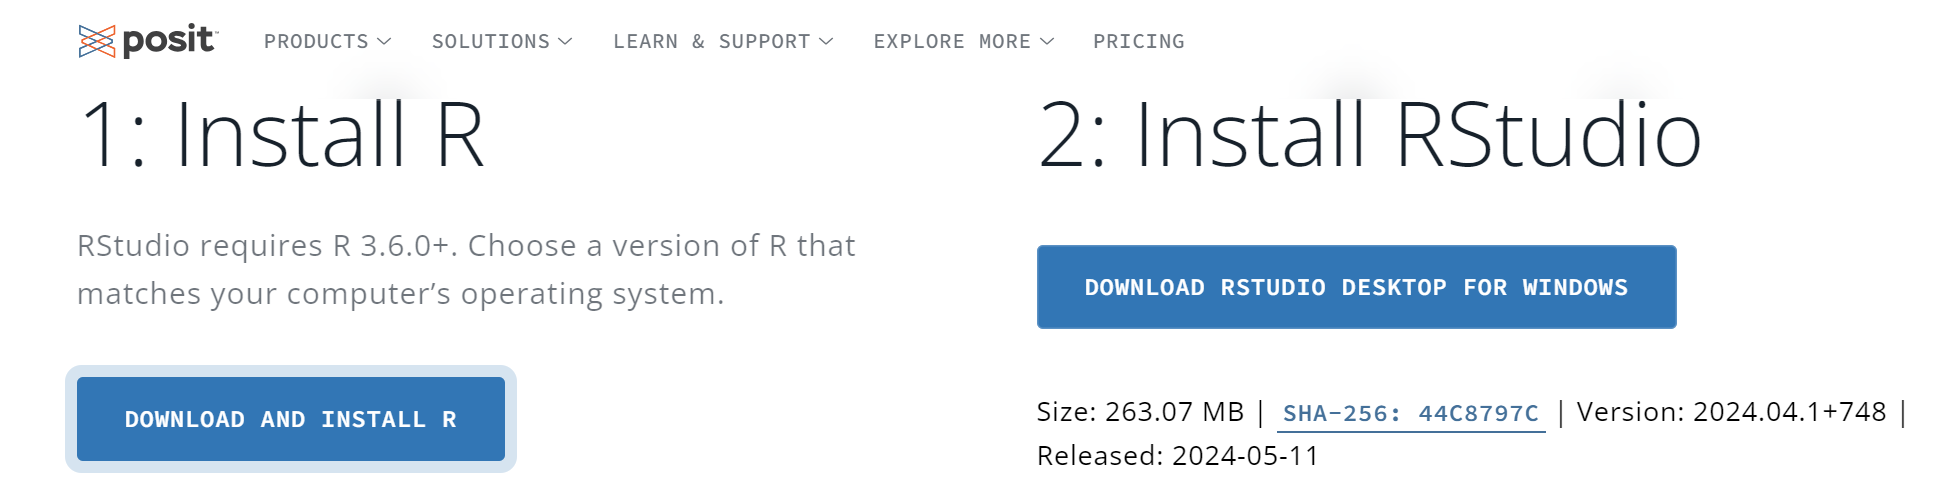 posit™ PRODUCTS SOLUTIONS LEARN & SUPPORT EXPLORE MORE PRICING
1: Install R
RStudio requires R 3.6.0+. Choose a version of R that
matches your computer’s operating system.
DOWNLOAD AND INSTALL R
2: Install RStudio
DOWNLOAD RSTUDIO DESKTOP FOR WINDOWS
Size: 263.07 MB | SHA-256: 44C8797C | Version: 2024.04.1+748 |
Released: 2024-05-11